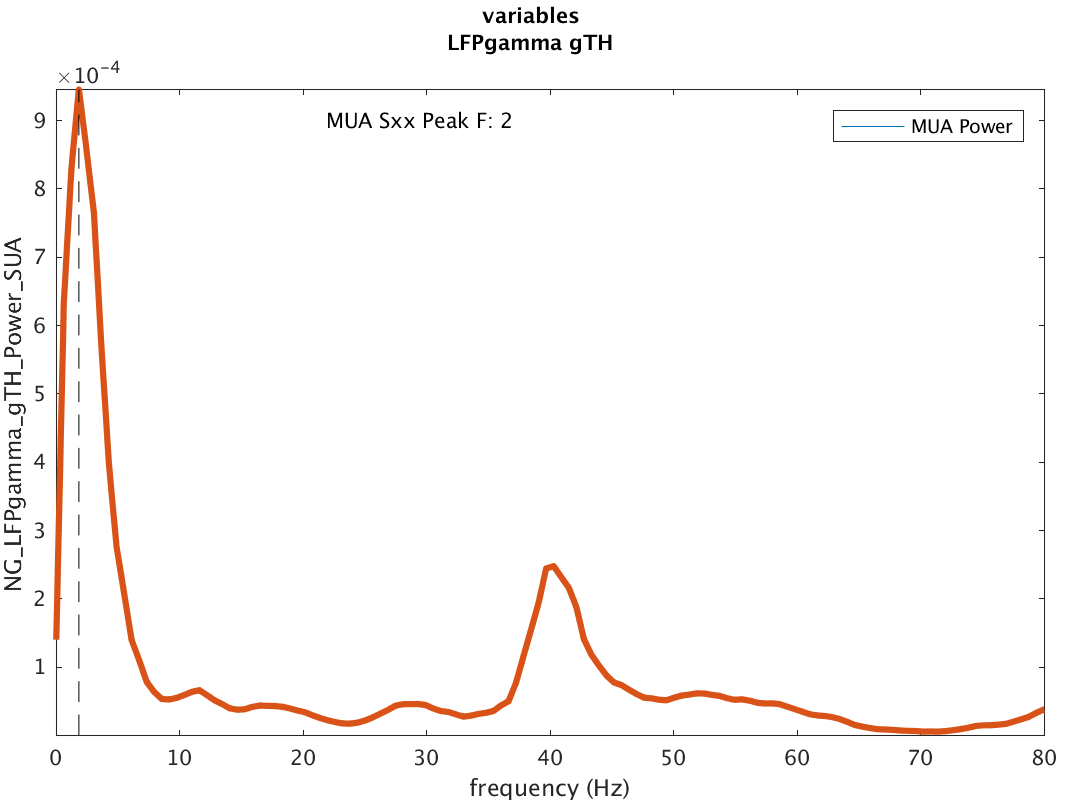 variables
LFPgamma gTH
×10⁻⁴
MUA Sxx Peak F: 2
MUA Power
NG_LFPgamma_gTH_Power_SUA
9
8
7
6
5
4
3
2
1
0 10 20 30 40 50 60 70 80
frequency (Hz)